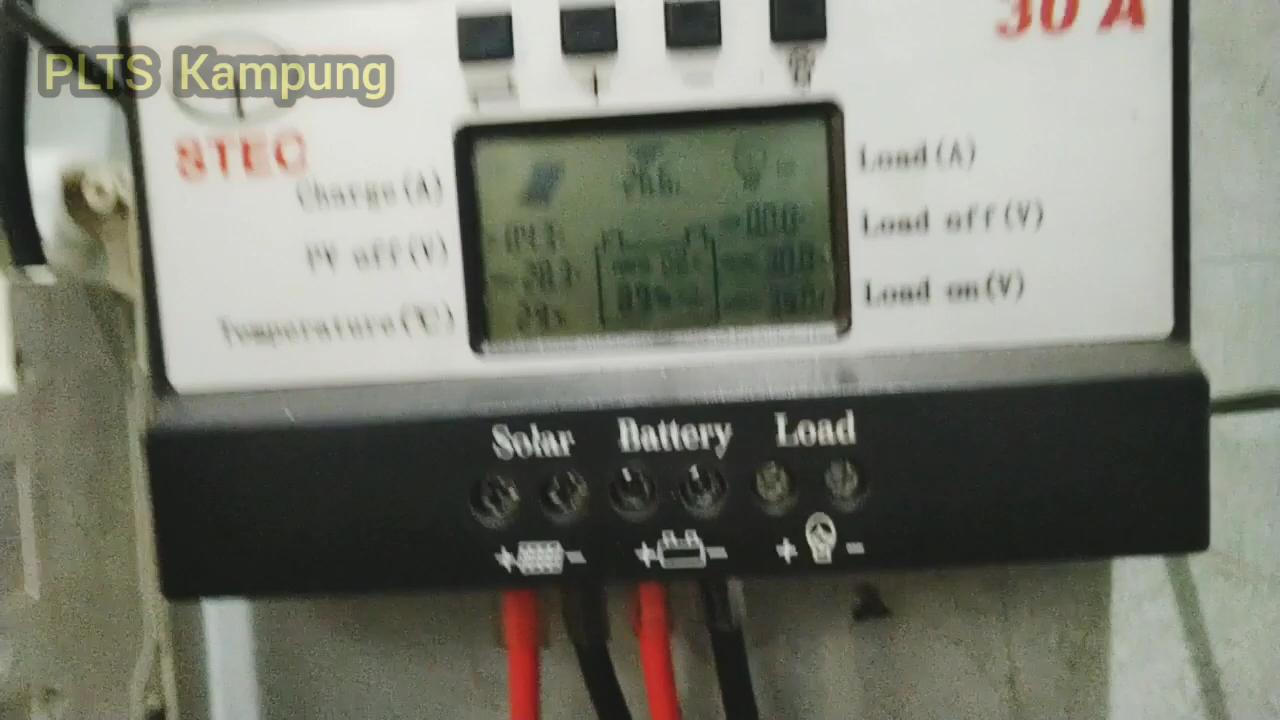 PLTS Kampung
30 A
STEC
Charge(A)
PV off(V)
Temperature(℃)
Load(A)
Load off(V)
Load on(V)
Solar Battery Load
+ - + - + -